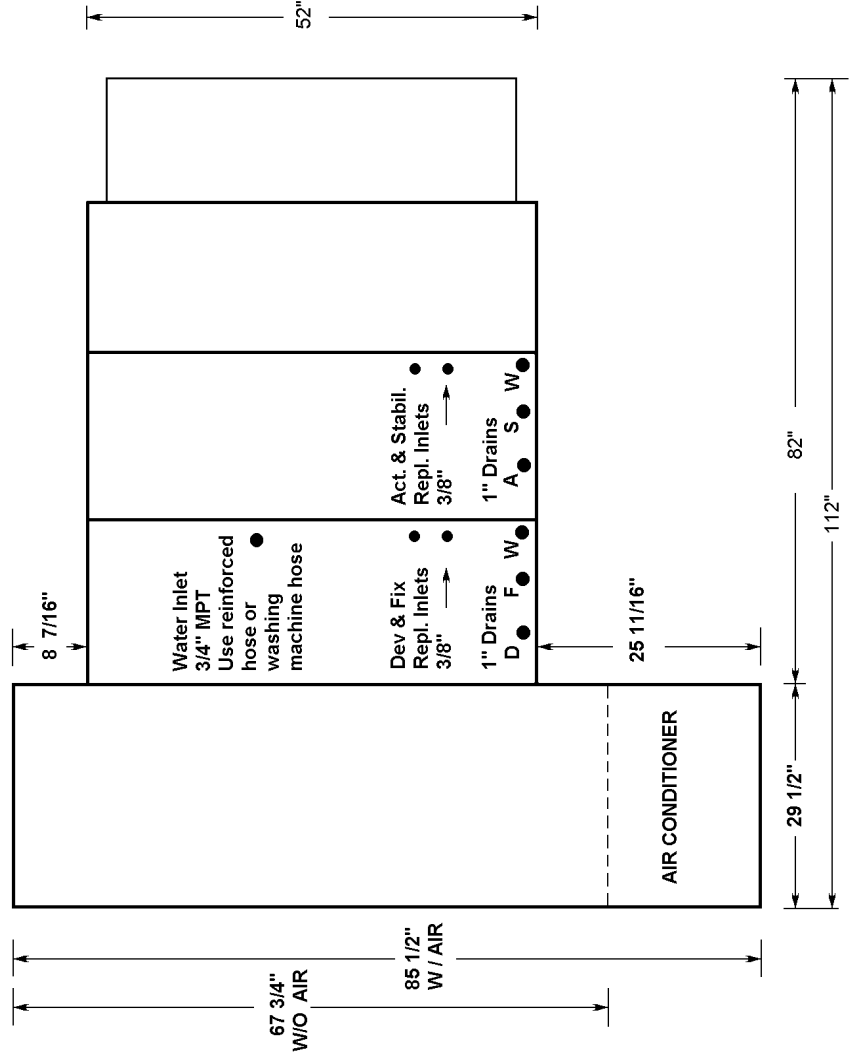 52"
8 7/16"
Water Inlet
3/4" MPT
Use reinforced
hose or
washing
machine hose
Dev & Fix
Repl. Inlets
3/8"
1" Drains
D F W
Act. & Stabil.
Repl. Inlets
3/8"
1" Drains
A S W
25 11/16"
AIR CONDITIONER
29 1/2"
82"
112"
67 3/4"
W/O AIR
85 1/2"
W / AIR